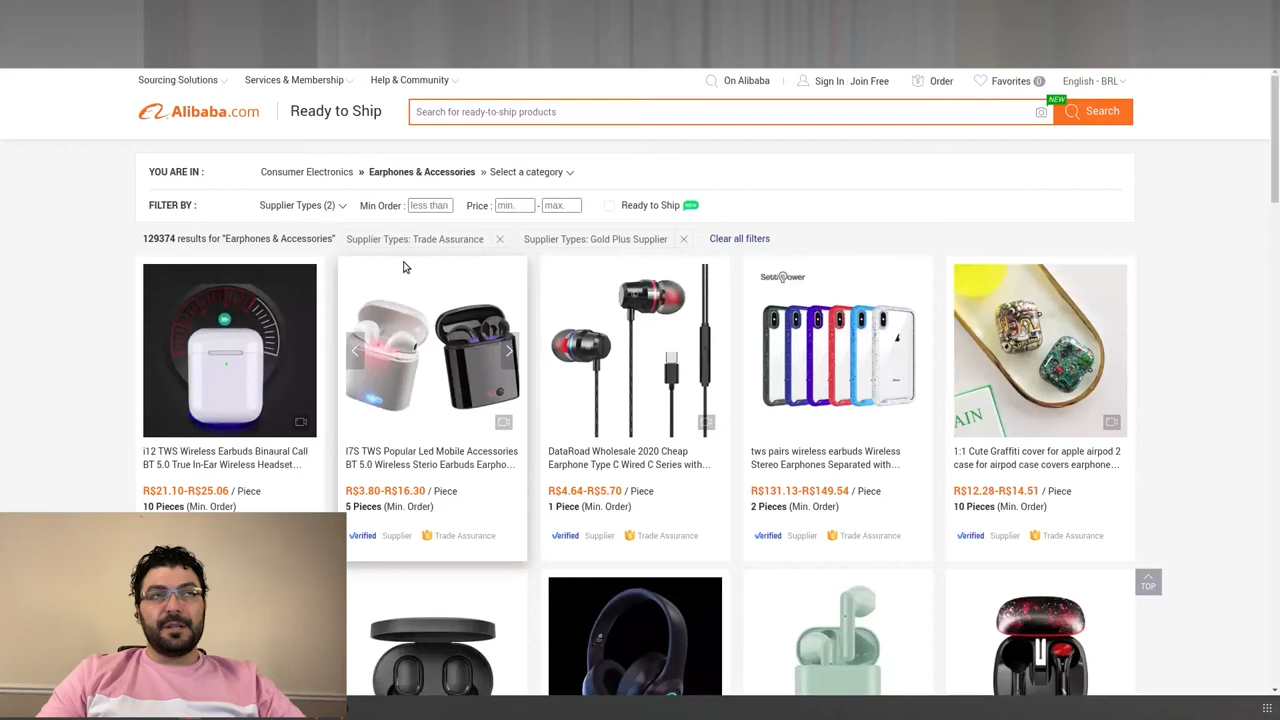 Sourcing Solutions
Services & Membership
Help & Community
On Alibaba
Sign In
Join Free
Order
Favorites 0
English - BRL
Alibaba.com
Ready to Ship
Search for ready-to-ship products
NEW
Search
YOU ARE IN :
Consumer Electronics » Earphones & Accessories » Select a category
FILTER BY :
Supplier Types (2)
Min Order : less than
Price : min. - max.
Ready to Ship NEW
129374 results for "Earphones & Accessories"
Supplier Types: Trade Assurance
Supplier Types: Gold Plus Supplier
Clear all filters
i12 TWS Wireless Earbuds Binaural Call
BT 5.0 True In-Ear Wireless Headset...
R$21.10-R$25.06 / Piece
10 Pieces (Min. Order)
I7S TWS Popular Led Mobile Accessories
BT 5.0 Wireless Sterio Earbuds Earpho...
R$3.80-R$16.30 / Piece
5 Pieces (Min. Order)
Verified Supplier Trade Assurance
DataRoad Wholesale 2020 Cheap
Earphone Type C Wired C Series with...
R$4.64-R$5.70 / Piece
1 Piece (Min. Order)
Verified Supplier Trade Assurance
tws pairs wireless earbuds Wireless
Stereo Earphones Separated with...
R$131.13-R$149.54 / Piece
2 Pieces (Min. Order)
Verified Supplier Trade Assurance
AIN
1:1 Cute Graffiti cover for apple airpod 2
case for airpod case covers earphone...
R$12.28-R$14.51 / Piece
10 Pieces (Min. Order)
Verified Supplier Trade Assurance
TOP